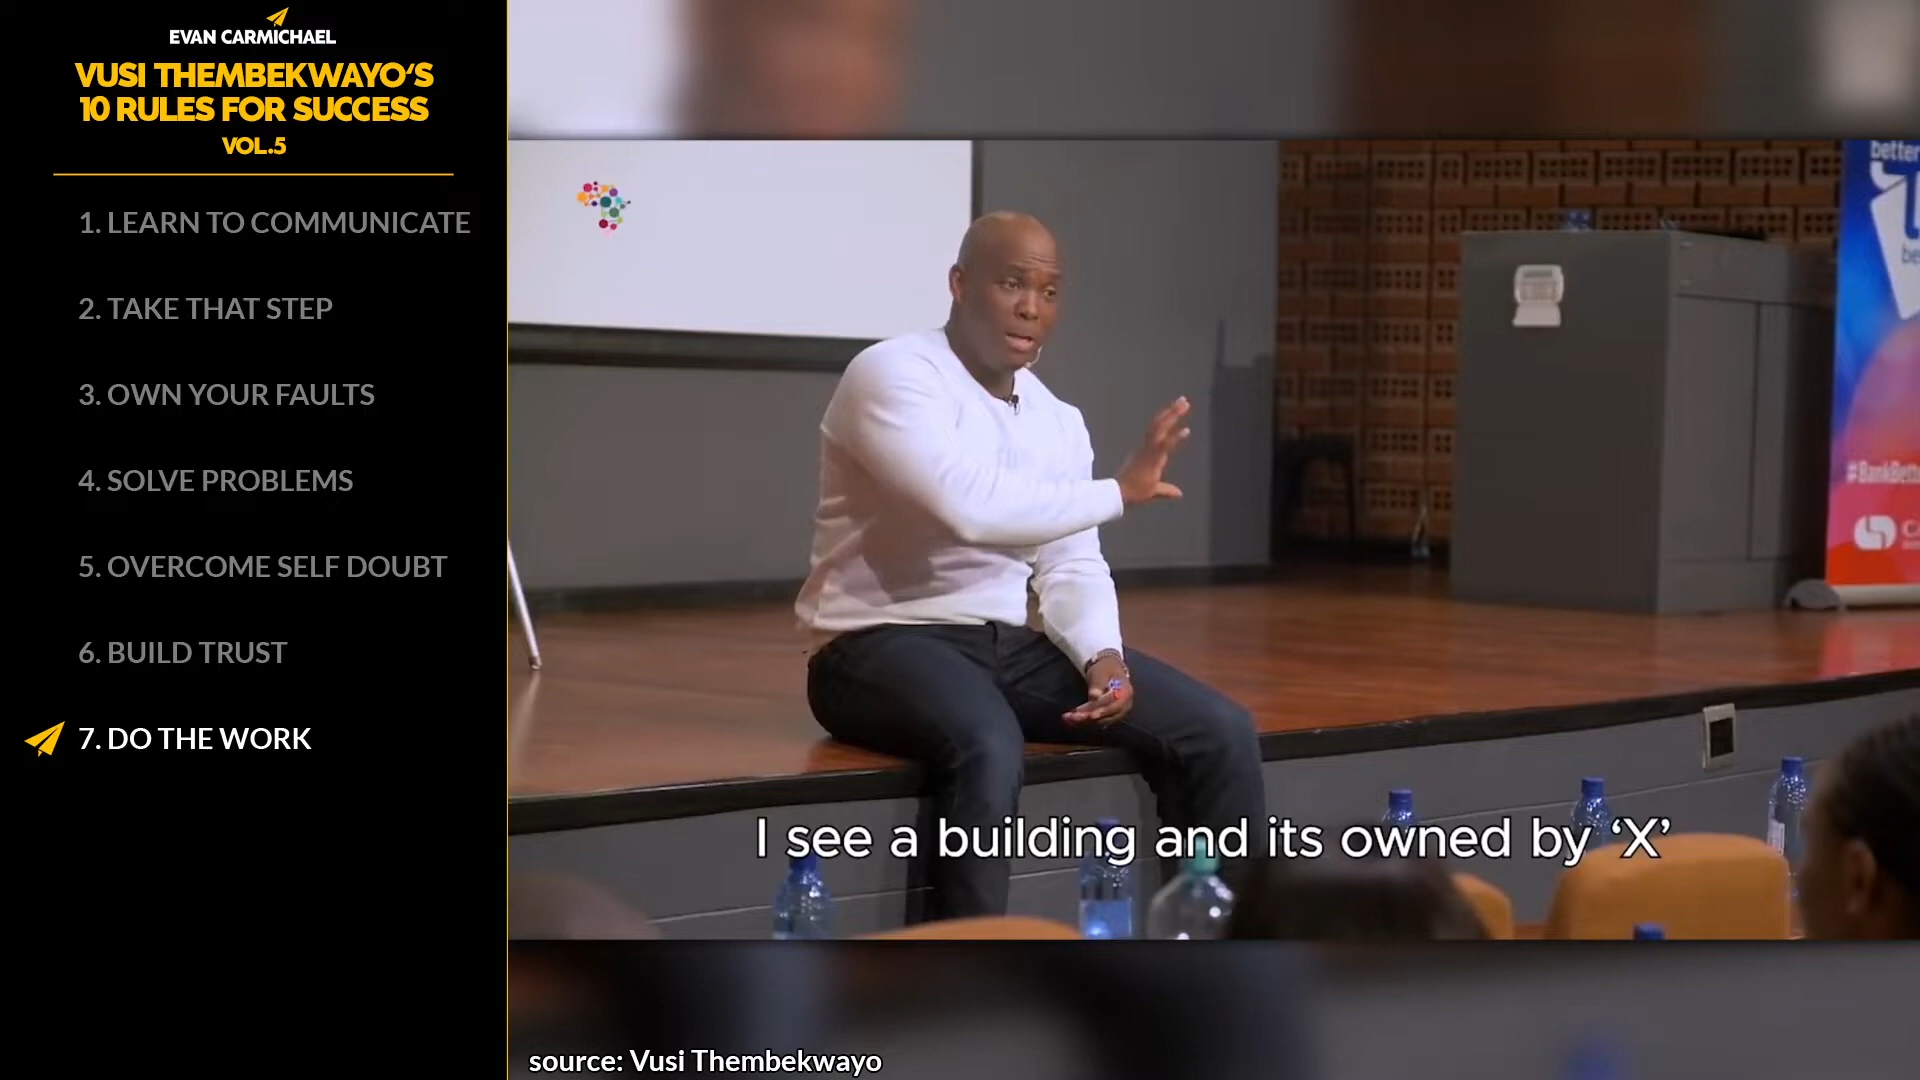 EVAN CARMICHAEL
VUSI THEMBEKWAYO'S
10 RULES FOR SUCCESS
VOL.5
1. LEARN TO COMMUNICATE
2. TAKE THAT STEP
3. OWN YOUR FAULTS
4. SOLVE PROBLEMS
5. OVERCOME SELF DOUBT
6. BUILD TRUST
7. DO THE WORK
better
#BankBette
I see a building and its owned by ‘X’
source: Vusi Thembekwayo